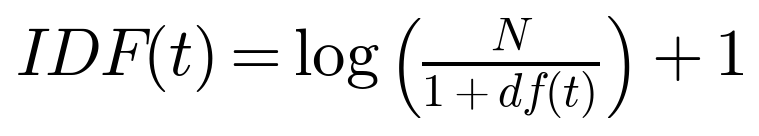 IDF(t) = log (N / (1 + df(t))) + 1